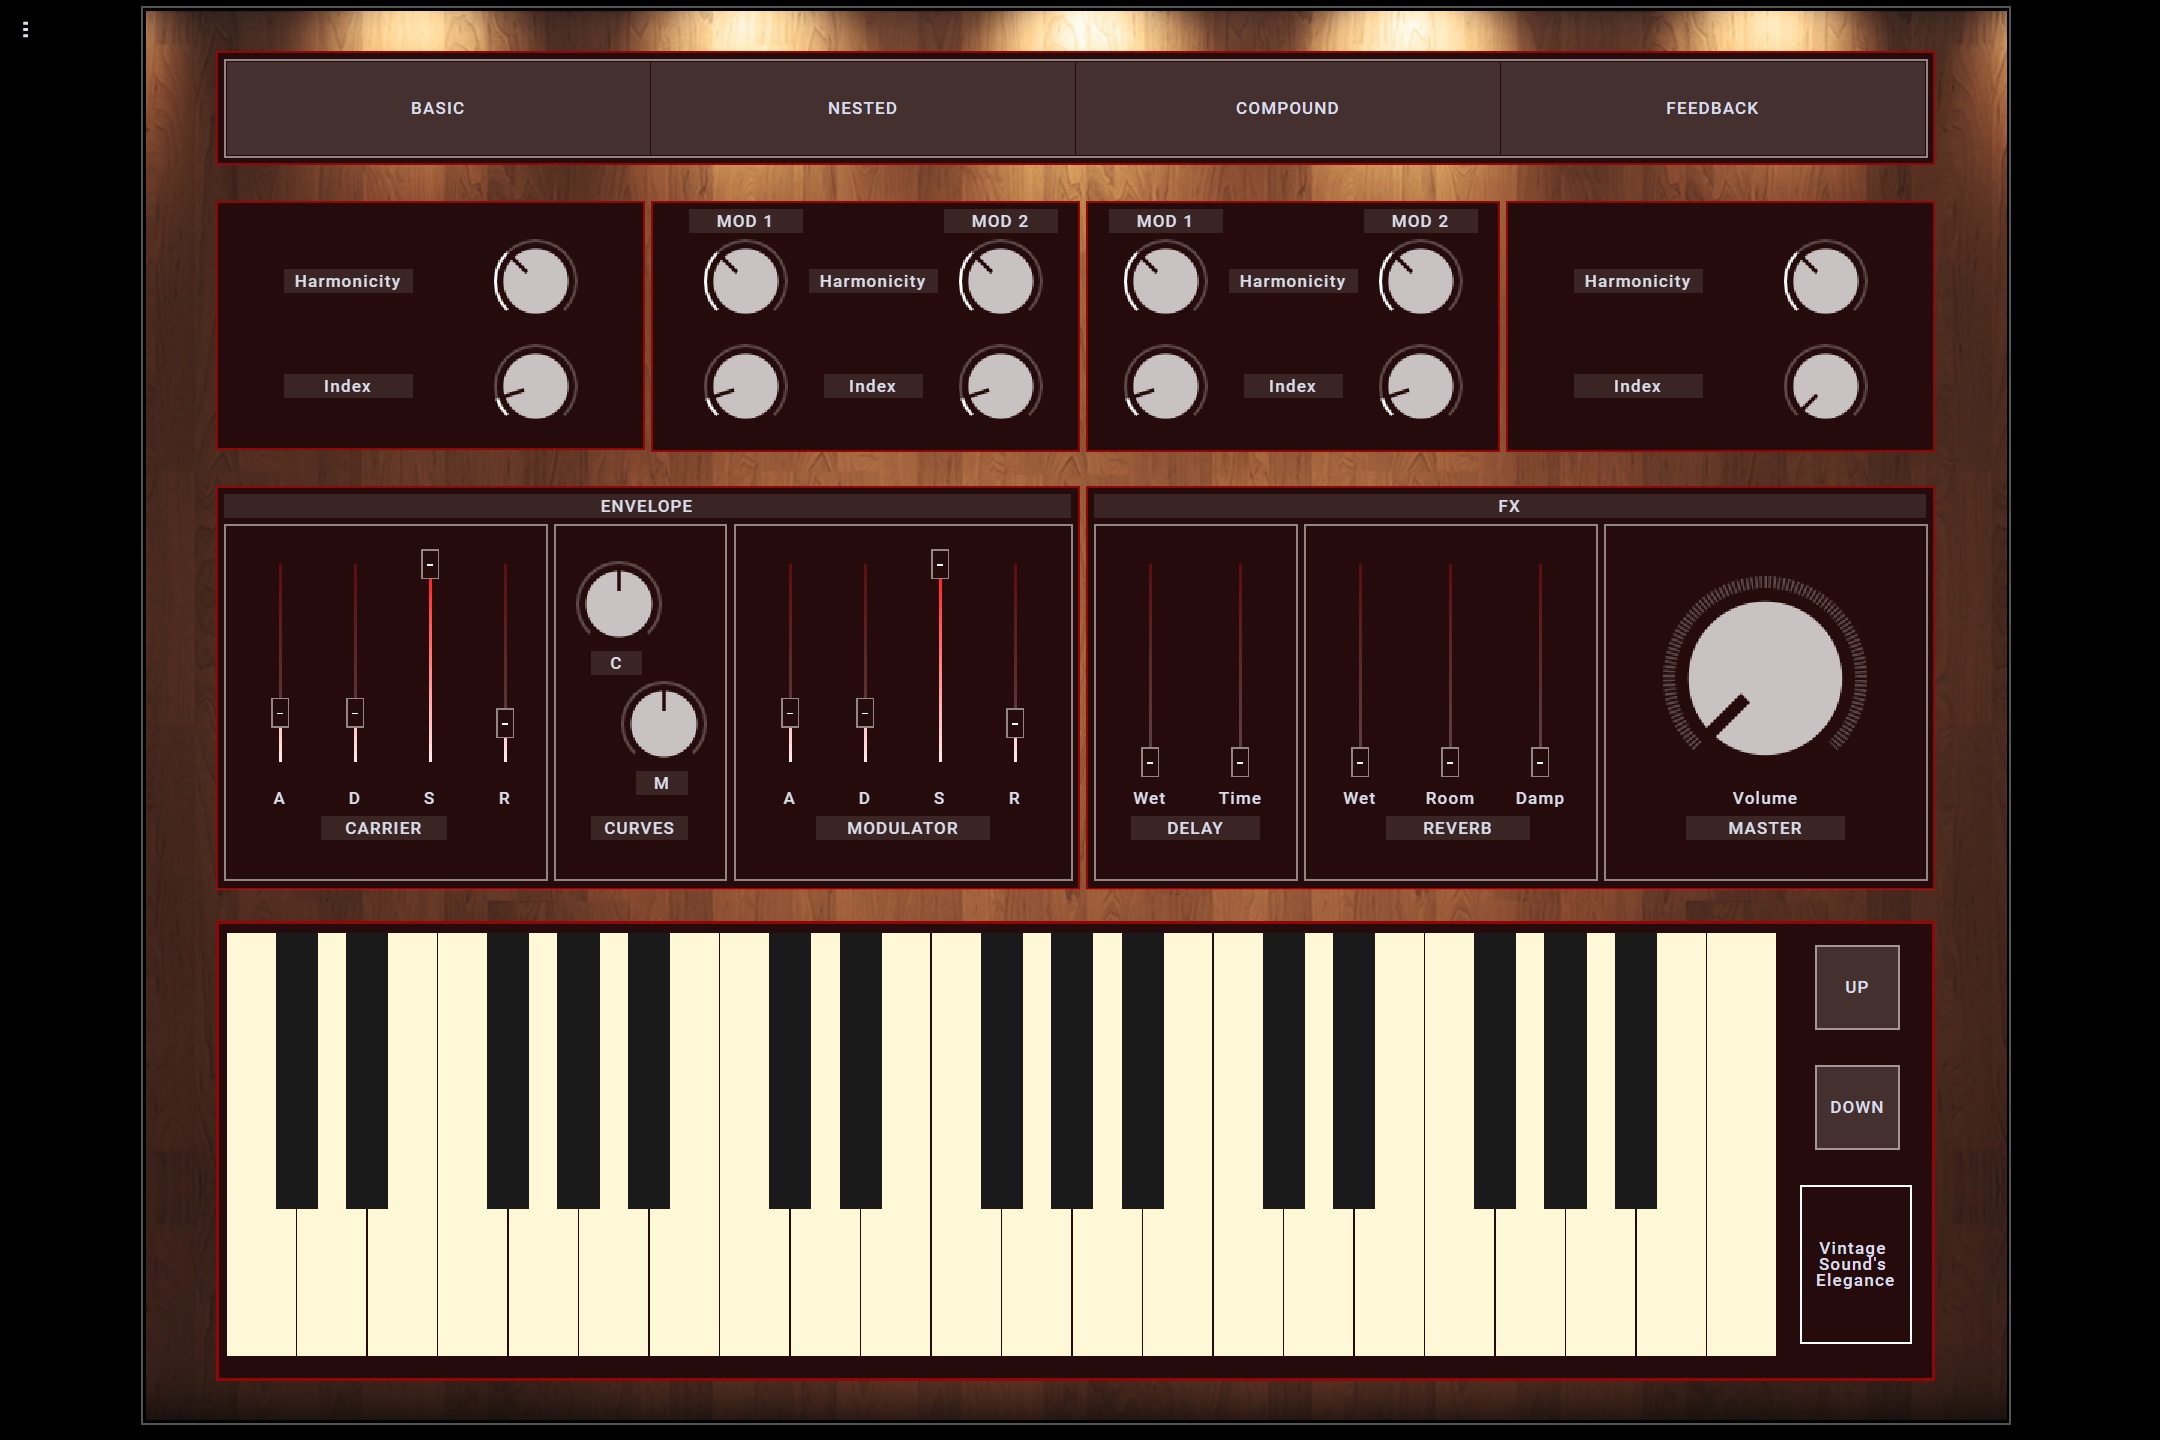 BASIC NESTED COMPOUND FEEDBACK
MOD 1 MOD 2 MOD 1 MOD 2
Harmonicity Harmonicity Harmonicity Harmonicity
Index Index Index Index
ENVELOPE FX
C
M
A D S R A D S R Wet Time Wet Room Damp Volume
CARRIER CURVES MODULATOR DELAY REVERB MASTER
UP
DOWN
Vintage
Sound's
Elegance